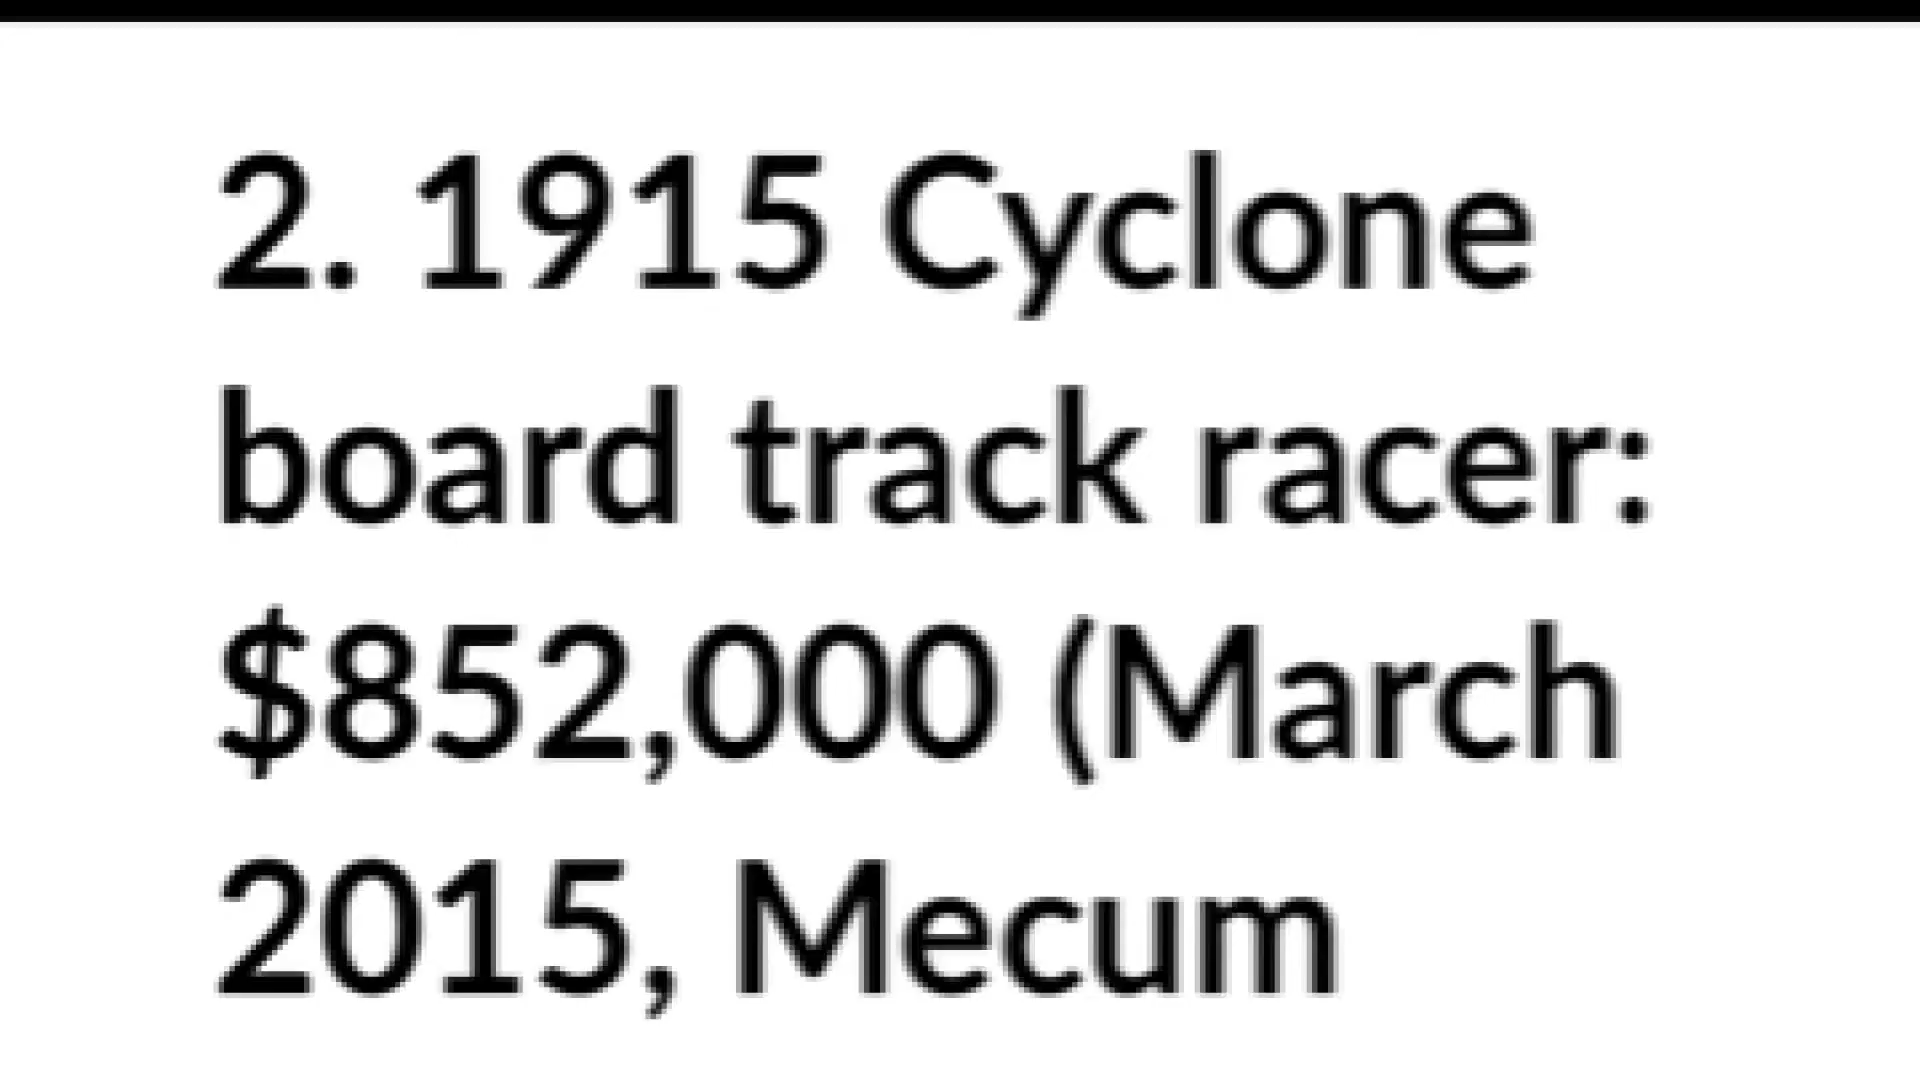 2. 1915 Cyclone
board track racer:
$852,000 (March
2015, Mecum